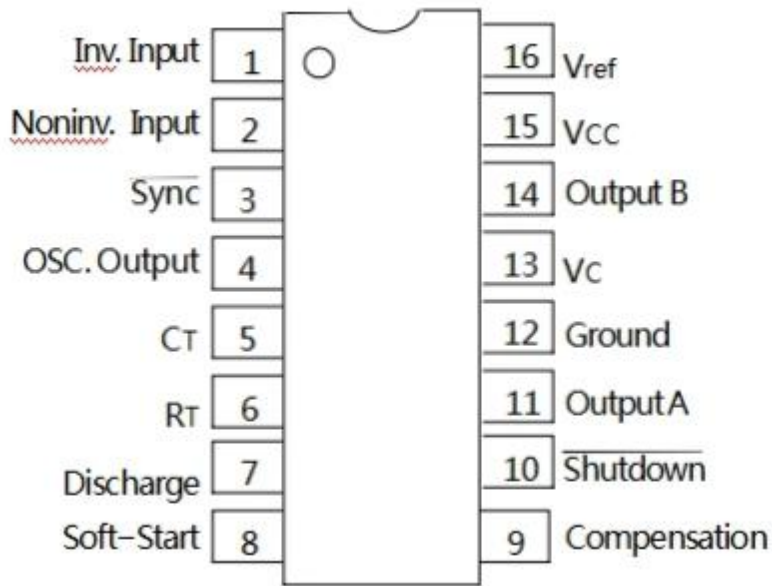 Inv. Input 1
16 Vref
Noninv. Input 2
15 VCC
Sync 3
14 Output B
OSC. Output 4
13 VC
CT 5
12 Ground
RT 6
11 Output A
Discharge 7
10 Shutdown
Soft-Start 8
9 Compensation